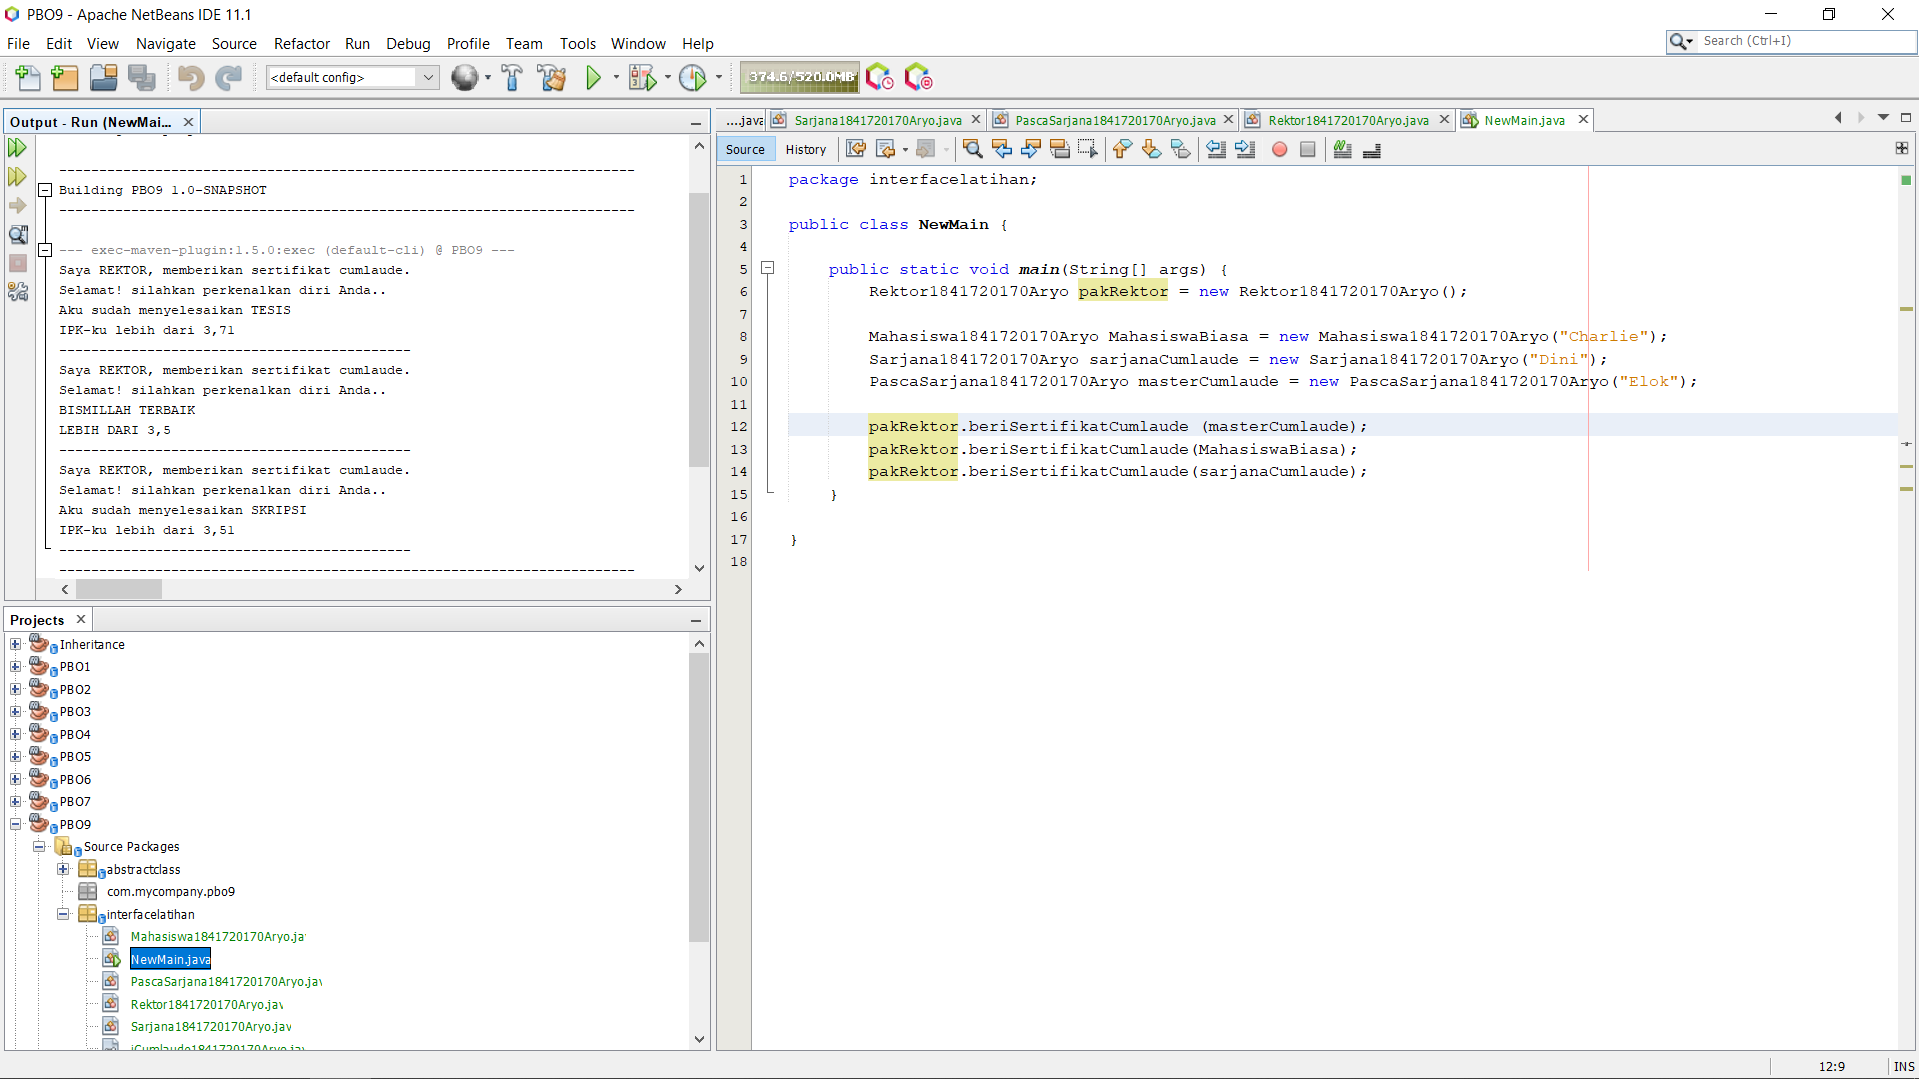 PBO9 - Apache NetBeans IDE 11.1
File Edit View Navigate Source Refactor Run Debug Profile Team Tools Window Help
Search (Ctrl+I)
<default config>
374.6/520.0MB
Output - Run (NewMai...
----------------------------------------------------------------
Building PBO9 1.0-SNAPSHOT
----------------------------------------------------------------
--- exec-maven-plugin:1.5.0:exec (default-cli) @ PBO9 ---
Saya REKTOR, memberikan sertifikat cumlaude.
Selamat! silahkan perkenalkan diri Anda..
Aku sudah menyelesaikan TESIS
IPK-ku lebih dari 3,71
--------------------------------------------
Saya REKTOR, memberikan sertifikat cumlaude.
Selamat! silahkan perkenalkan diri Anda..
BISMILLAH TERBAIK
LEBIH DARI 3,5
--------------------------------------------
Saya REKTOR, memberikan sertifikat cumlaude.
Selamat! silahkan perkenalkan diri Anda..
Aku sudah menyelesaikan SKRIPSI
IPK-ku lebih dari 3,51
--------------------------------------------
------------------------------------------------------------------------
Projects
Inheritance
PBO1
PBO2
PBO3
PBO4
PBO5
PBO6
PBO7
PBO9
Source Packages
abstractclass
com.mycompany.pbo9
interfacelatihan
Mahasiswa1841720170Aryo.ja
NewMain.java
PascaSarjana1841720170Aryo.jav
Rektor1841720170Aryo.jav
Sarjana1841720170Aryo.jav
iCumlaude1841720170Aryo.jav
....java Sarjana1841720170Aryo.java PascaSarjana1841720170Aryo.java Rektor1841720170Aryo.java NewMain.java
Source History
1 package interfacelatihan;
2
3 public class NewMain {
4
5 public static void main(String[] args) {
6 Rektor1841720170Aryo pakRektor = new Rektor1841720170Aryo();
7
8 Mahasiswa1841720170Aryo MahasiswaBiasa = new Mahasiswa1841720170Aryo("Charlie");
9 Sarjana1841720170Aryo sarjanaCumlaude = new Sarjana1841720170Aryo("Dini");
10 PascaSarjana1841720170Aryo masterCumlaude = new PascaSarjana1841720170Aryo("Elok");
11
12 pakRektor.beriSertifikatCumlaude (masterCumlaude);
13 pakRektor.beriSertifikatCumlaude(MahasiswaBiasa);
14 pakRektor.beriSertifikatCumlaude(sarjanaCumlaude);
15 }
16
17 }
18
12:9 INS